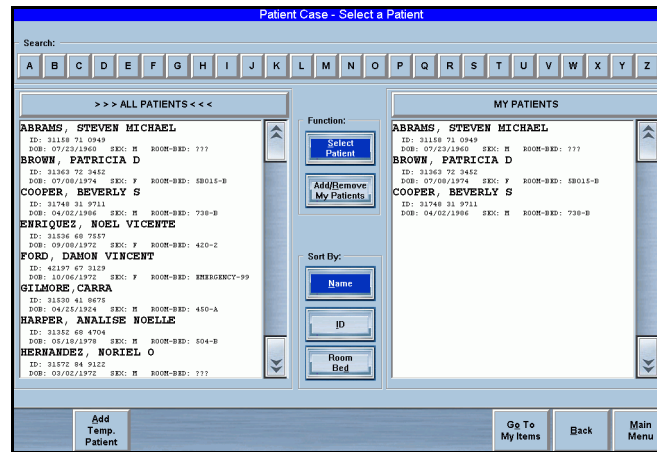 Patient Case - Select a Patient
Search:
A B C D E F G H I J K L M N O P Q R S T U V W X Y Z
> > > ALL PATIENTS < < <
ABRAMS, STEVEN MICHAEL
ID: 31158 71 0949
DOB: 07/23/1960 SEX: M ROOM-BED: ???
BROWN, PATRICIA D
ID: 31363 72 3452
DOB: 07/08/1974 SEX: F ROOM-BED: 5B015-B
COOPER, BEVERLY S
ID: 31748 31 9711
DOB: 04/02/1986 SEX: M ROOM-BED: 738-B
ENRIQUEZ, NOEL VICENTE
ID: 31536 68 7557
DOB: 09/08/1972 SEX: F ROOM-BED: 420-2
FORD, DAMON VINCENT
ID: 42197 67 3129
DOB: 10/06/1972 SEX: F ROOM-BED: EMERGENCY-99
GILMORE,CARRA
ID: 31530 41 8675
DOB: 04/25/1924 SEX: M ROOM-BED: 450-A
HARPER, ANALISE NOELLE
ID: 31352 68 4704
DOB: 05/18/1978 SEX: M ROOM-BED: 504-B
HERNANDEZ, NORIEL O
ID: 31572 84 9122
DOB: 03/02/1972 SEX: M ROOM-BED: ???
Function:
Select
Patient
Add/Remove
My Patients
Sort By:
Name
ID
Room
Bed
MY PATIENTS
ABRAMS, STEVEN MICHAEL
ID: 31158 71 0949
DOB: 07/23/1960 SEX: M ROOM-BED: ???
BROWN, PATRICIA D
ID: 31363 72 3452
DOB: 07/08/1974 SEX: F ROOM-BED: 5B015-B
COOPER, BEVERLY S
ID: 31748 31 9711
DOB: 04/02/1986 SEX: M ROOM-BED: 738-B
Add
Temp.
Patient
Go To
My Items
Back
Main
Menu